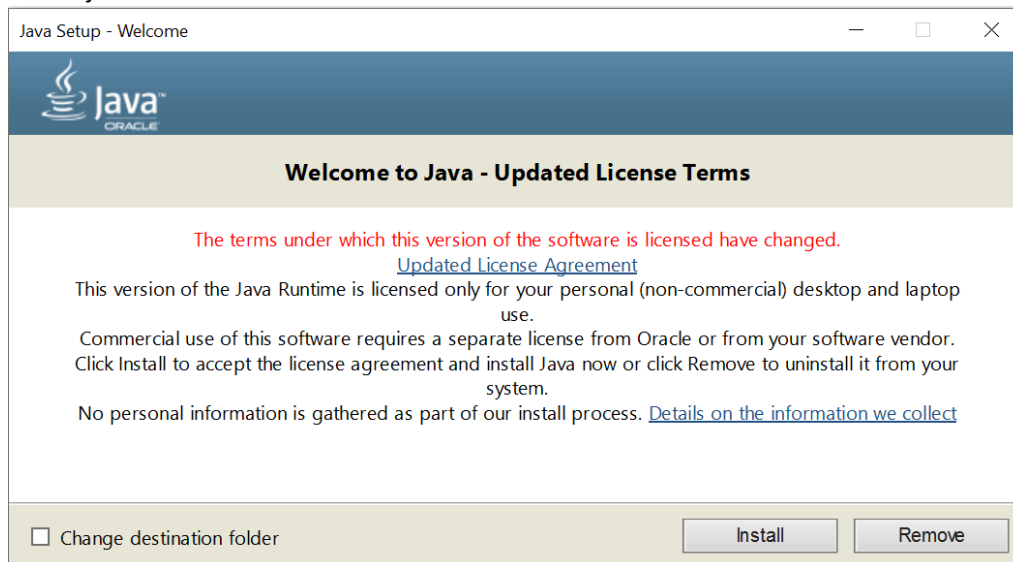 Java Setup - Welcome
Java™
ORACLE
Welcome to Java - Updated License Terms
The terms under which this version of the software is licensed have changed.
Updated License Agreement
This version of the Java Runtime is licensed only for your personal (non-commercial) desktop and laptop
use.
Commercial use of this software requires a separate license from Oracle or from your software vendor.
Click Install to accept the license agreement and install Java now or click Remove to uninstall it from your
system.
No personal information is gathered as part of our install process. Details on the information we collect
Change destination folder
Install
Remove